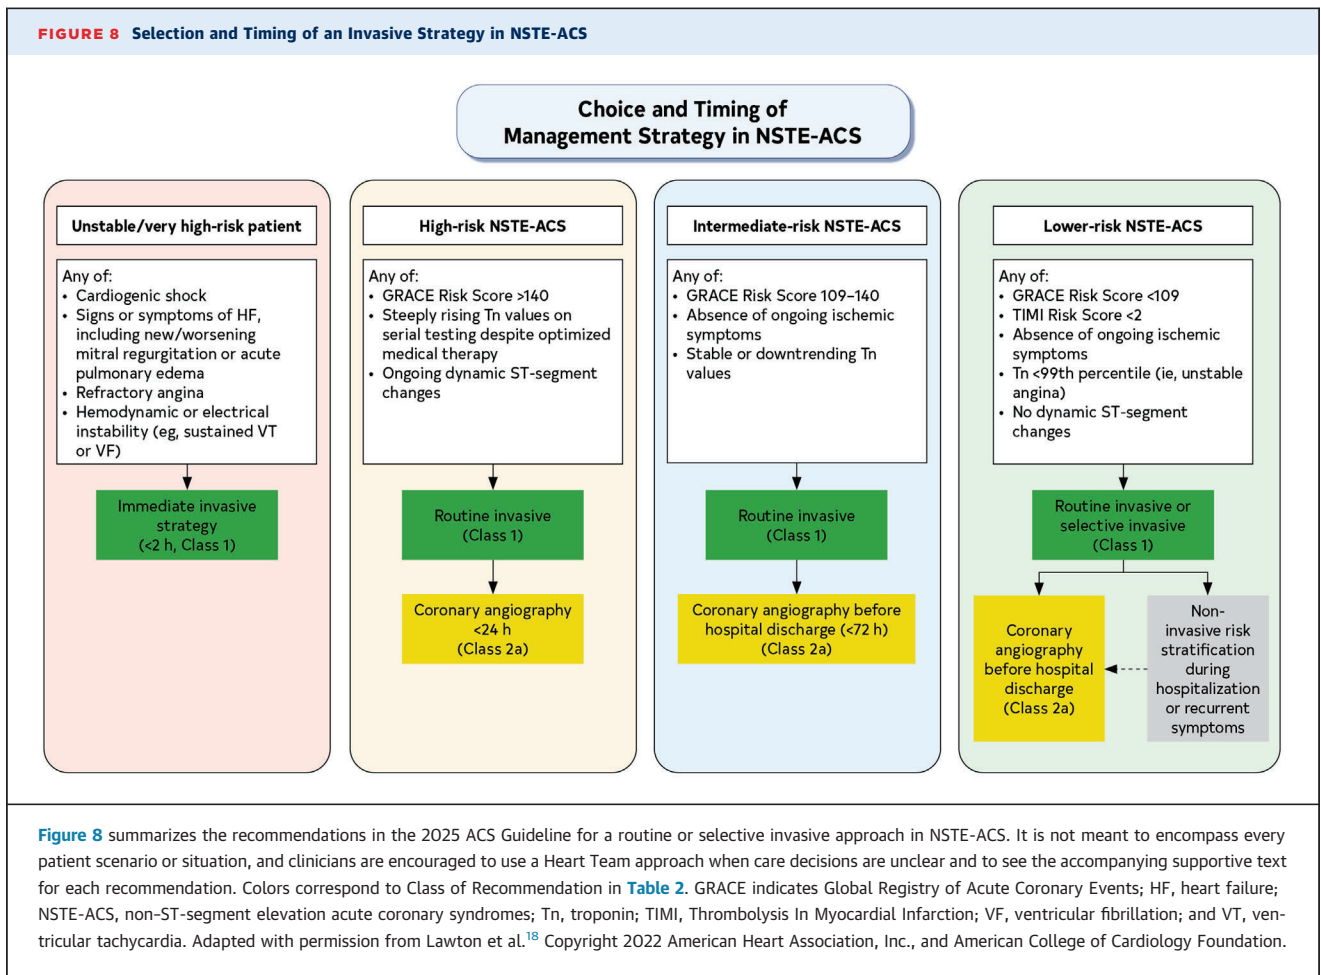 FIGURE 8 Selection and Timing of an Invasive Strategy in NSTE-ACS
Choice and Timing of
Management Strategy in NSTE-ACS
Unstable/very high-risk patient
Any of:
• Cardiogenic shock
• Signs or symptoms of HF,
including new/worsening
mitral regurgitation or acute
pulmonary edema
• Refractory angina
• Hemodynamic or electrical
instability (eg, sustained VT
or VF)
Immediate invasive
strategy
(<2 h, Class 1)
High-risk NSTE-ACS
Any of:
• GRACE Risk Score >140
• Steeply rising Tn values on
serial testing despite optimized
medical therapy
• Ongoing dynamic ST-segment
changes
Routine invasive
(Class 1)
Coronary angiography
<24 h
(Class 2a)
Intermediate-risk NSTE-ACS
Any of:
• GRACE Risk Score 109–140
• Absence of ongoing ischemic
symptoms
• Stable or downtrending Tn
values
Routine invasive
(Class 1)
Coronary angiography before
hospital discharge (<72 h)
(Class 2a)
Lower-risk NSTE-ACS
Any of:
• GRACE Risk Score <109
• TIMI Risk Score <2
• Absence of ongoing ischemic
symptoms
• Tn <99th percentile (ie, unstable
angina)
• No dynamic ST-segment
changes
Routine invasive or
selective invasive
(Class 1)
Coronary
angiography
before hospital
discharge
(Class 2a)
Non-
invasive risk
stratification
during
hospitalization
or recurrent
symptoms
Figure 8 summarizes the recommendations in the 2025 ACS Guideline for a routine or selective invasive approach in NSTE-ACS. It is not meant to encompass every
patient scenario or situation, and clinicians are encouraged to use a Heart Team approach when care decisions are unclear and to see the accompanying supportive text
for each recommendation. Colors correspond to Class of Recommendation in Table 2. GRACE indicates Global Registry of Acute Coronary Events; HF, heart failure;
NSTE-ACS, non–ST-segment elevation acute coronary syndromes; Tn, troponin; TIMI, Thrombolysis In Myocardial Infarction; VF, ventricular fibrillation; and VT, ven-
tricular tachycardia. Adapted with permission from Lawton et al.18 Copyright 2022 American Heart Association, Inc., and American College of Cardiology Foundation.